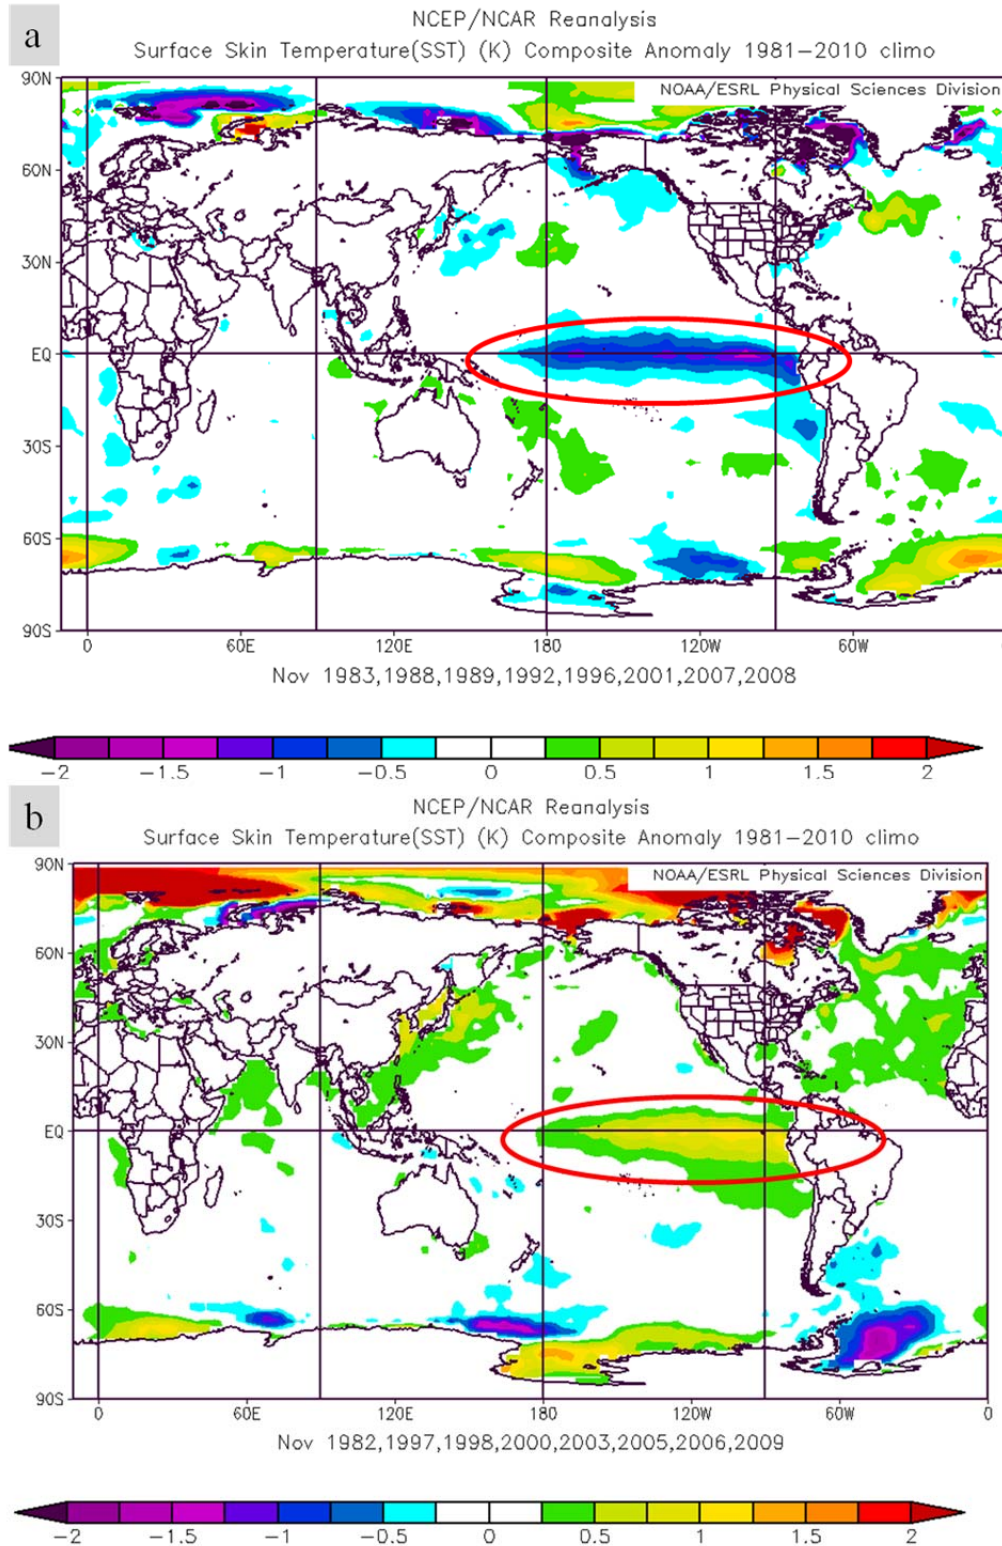 a
NCEP/NCAR Reanalysis
Surface Skin Temperature(SST) (K) Composite Anomaly 1981-2010 climo
90N
NOAA/ESRL Physical Sciences Division
60N
30N
EQ
30S
60S
90S
0 60E 120E 180 120W 60W
Nov 1983,1988,1989,1992,1996,2001,2007,2008
-2 -1.5 -1 -0.5 0 0.5 1 1.5 2
b
NCEP/NCAR Reanalysis
Surface Skin Temperature(SST) (K) Composite Anomaly 1981-2010 climo
90N
NOAA/ESRL Physical Sciences Division
60N
30N
EQ
30S
60S
90S
0 60E 120E 180 120W 60W 0
Nov 1982,1997,1998,2000,2003,2005,2006,2009
-2 -1.5 -1 -0.5 0 0.5 1 1.5 2